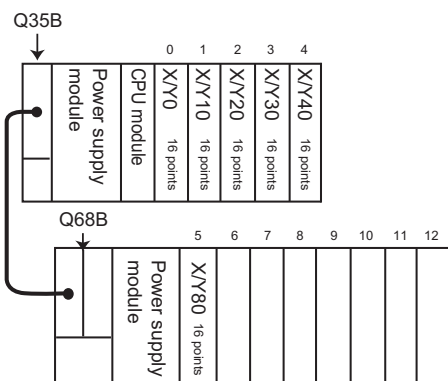 Q35B
0 1 2 3 4
Power supply
module
CPU module
X/Y0 16 points
X/Y10 16 points
X/Y20 16 points
X/Y30 16 points
X/Y40 16 points
Q68B
5 6 7 8 9 10 11 12
Power supply
module
X/Y80 16 points